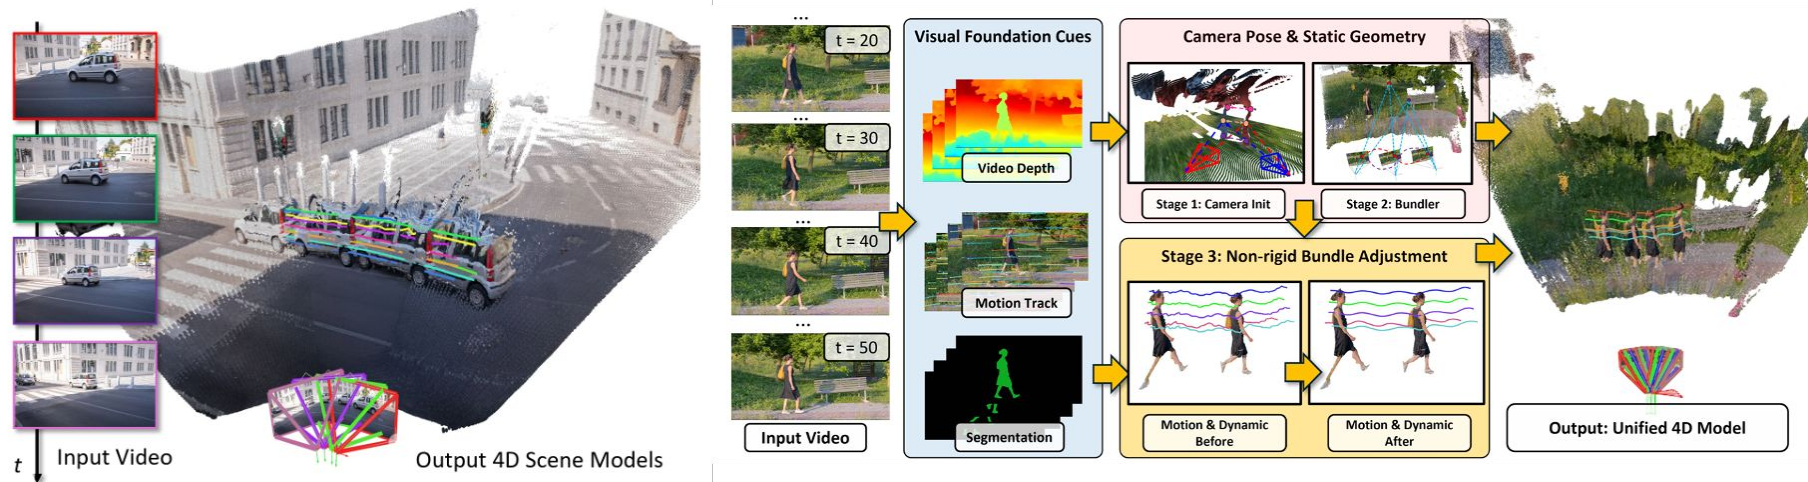 t
Input Video
Output 4D Scene Models
...
t = 20
...
t = 30
...
t = 40
...
t = 50
Input Video
Visual Foundation Cues
Video Depth
Motion Track
Segmentation
Camera Pose & Static Geometry
Stage 1: Camera Init
Stage 2: Bundler
Stage 3: Non-rigid Bundle Adjustment
Motion & Dynamic
Before
Motion & Dynamic
After
Output: Unified 4D Model